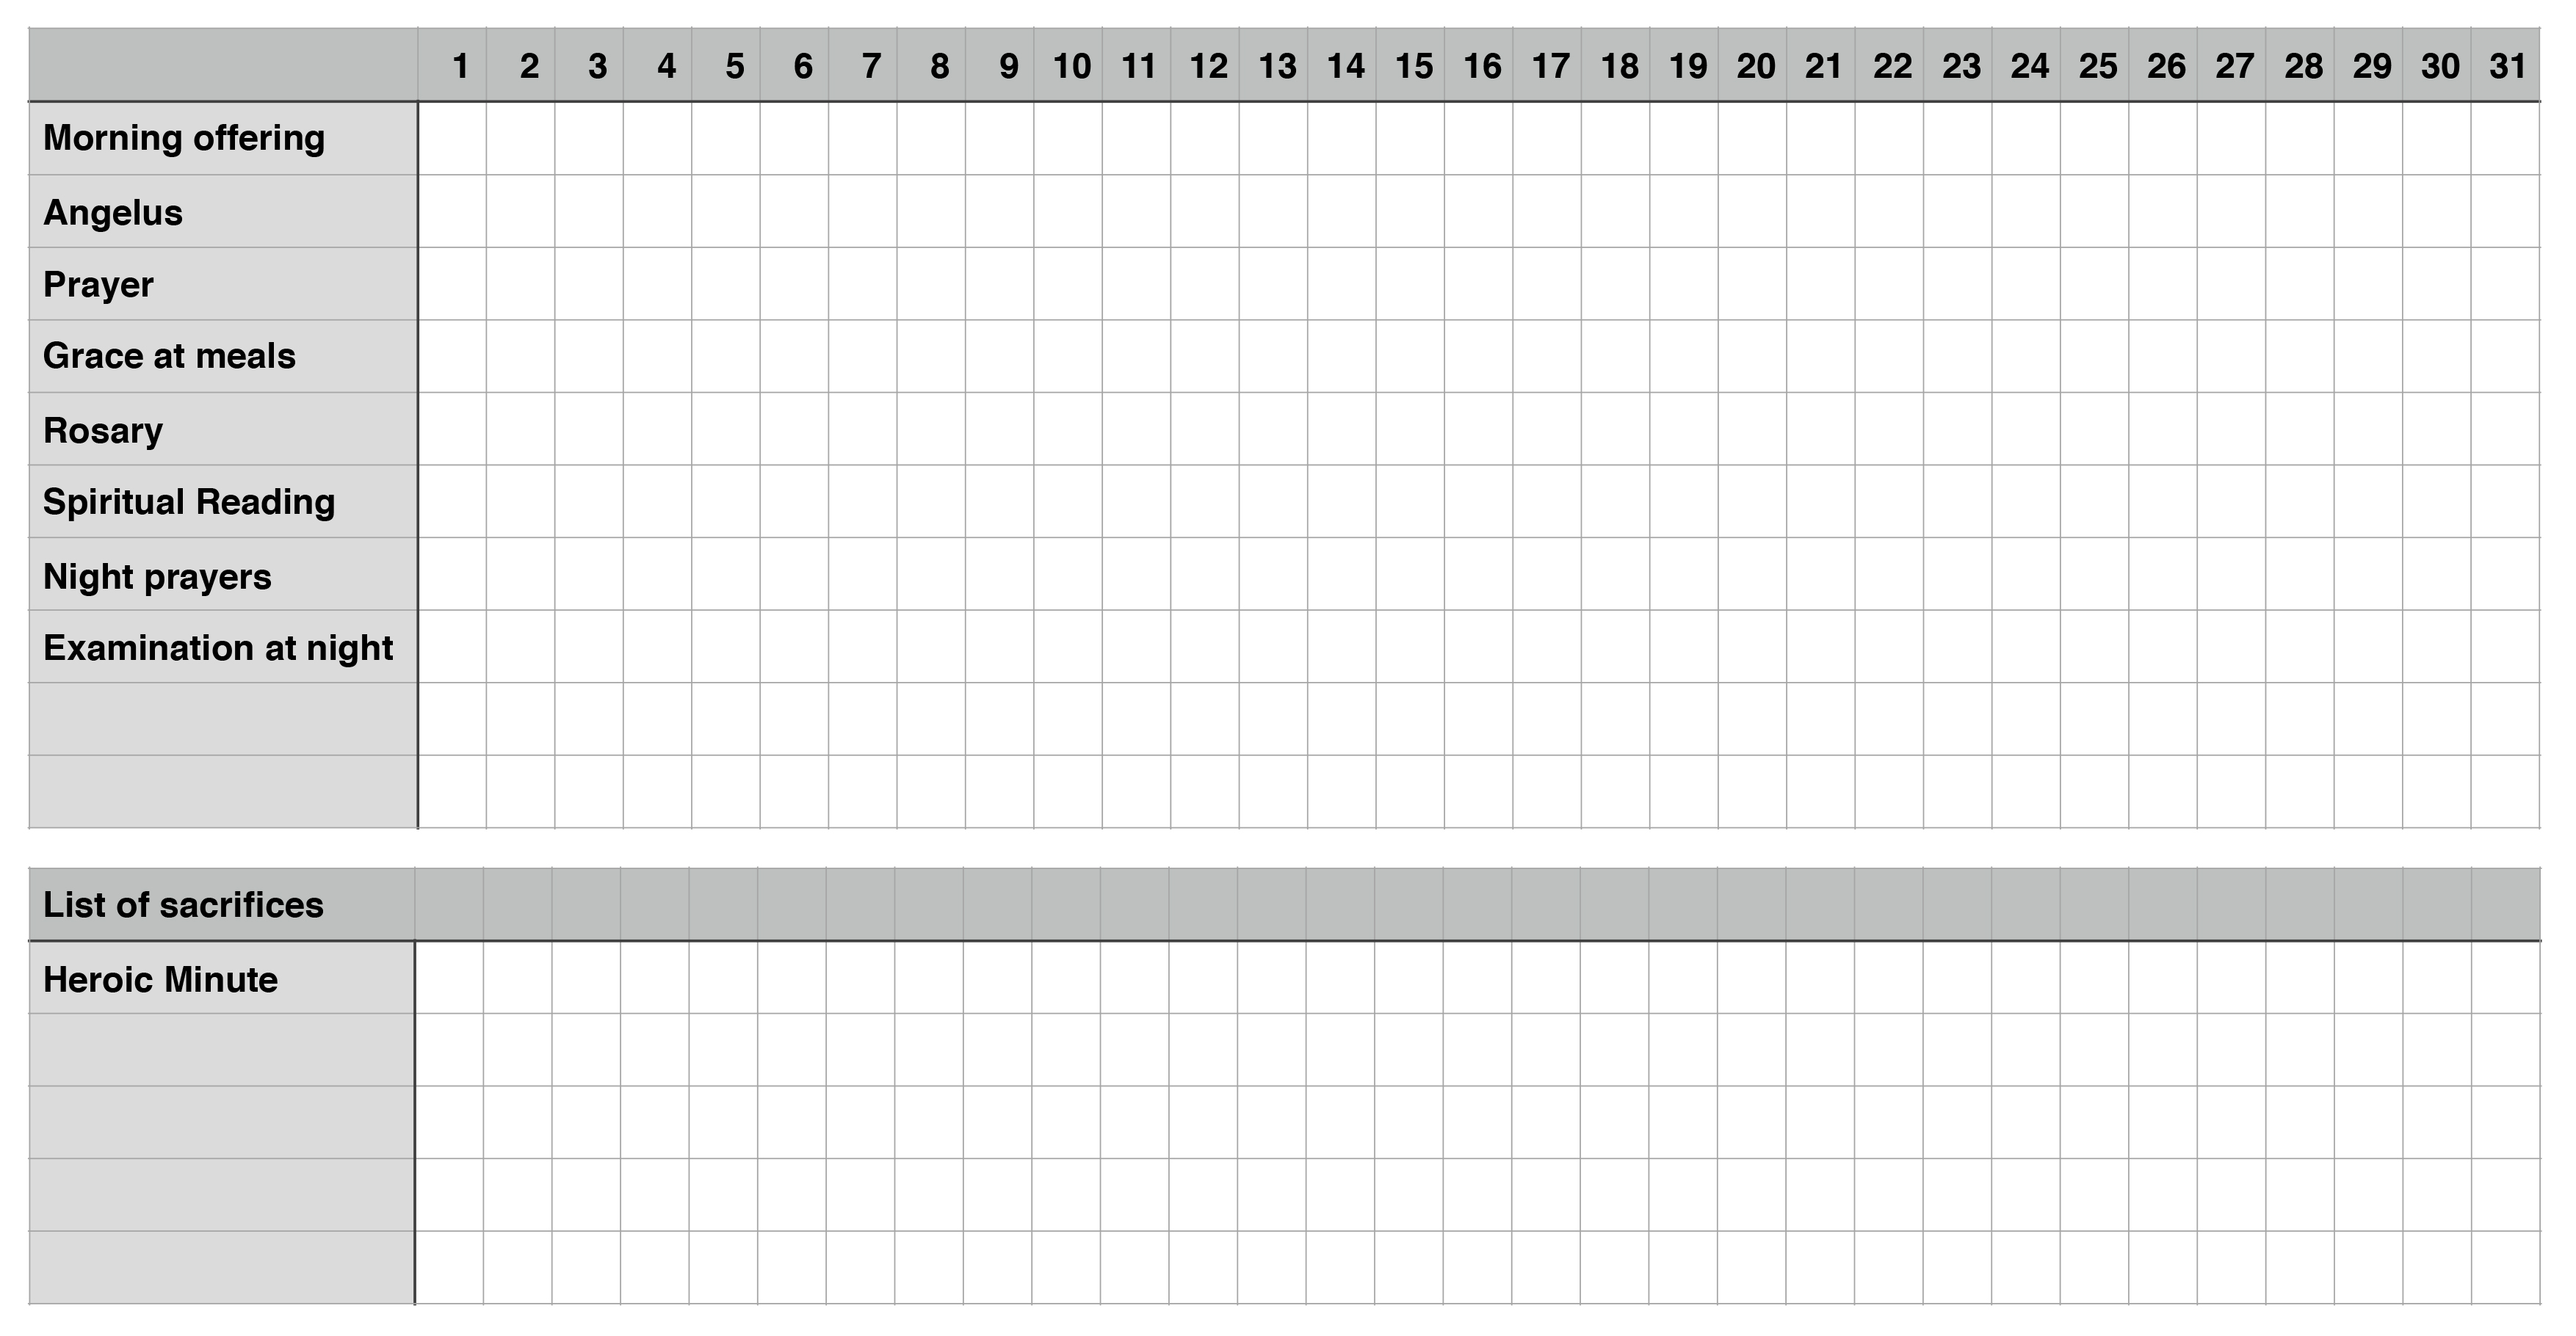 1 2 3 4 5 6 7 8 9 10 11 12 13 14 15 16 17 18 19 20 21 22 23 24 25 26 27 28 29 30 31
Morning offering
Angelus
Prayer
Grace at meals
Rosary
Spiritual Reading
Night prayers
Examination at night
List of sacrifices
Heroic Minute